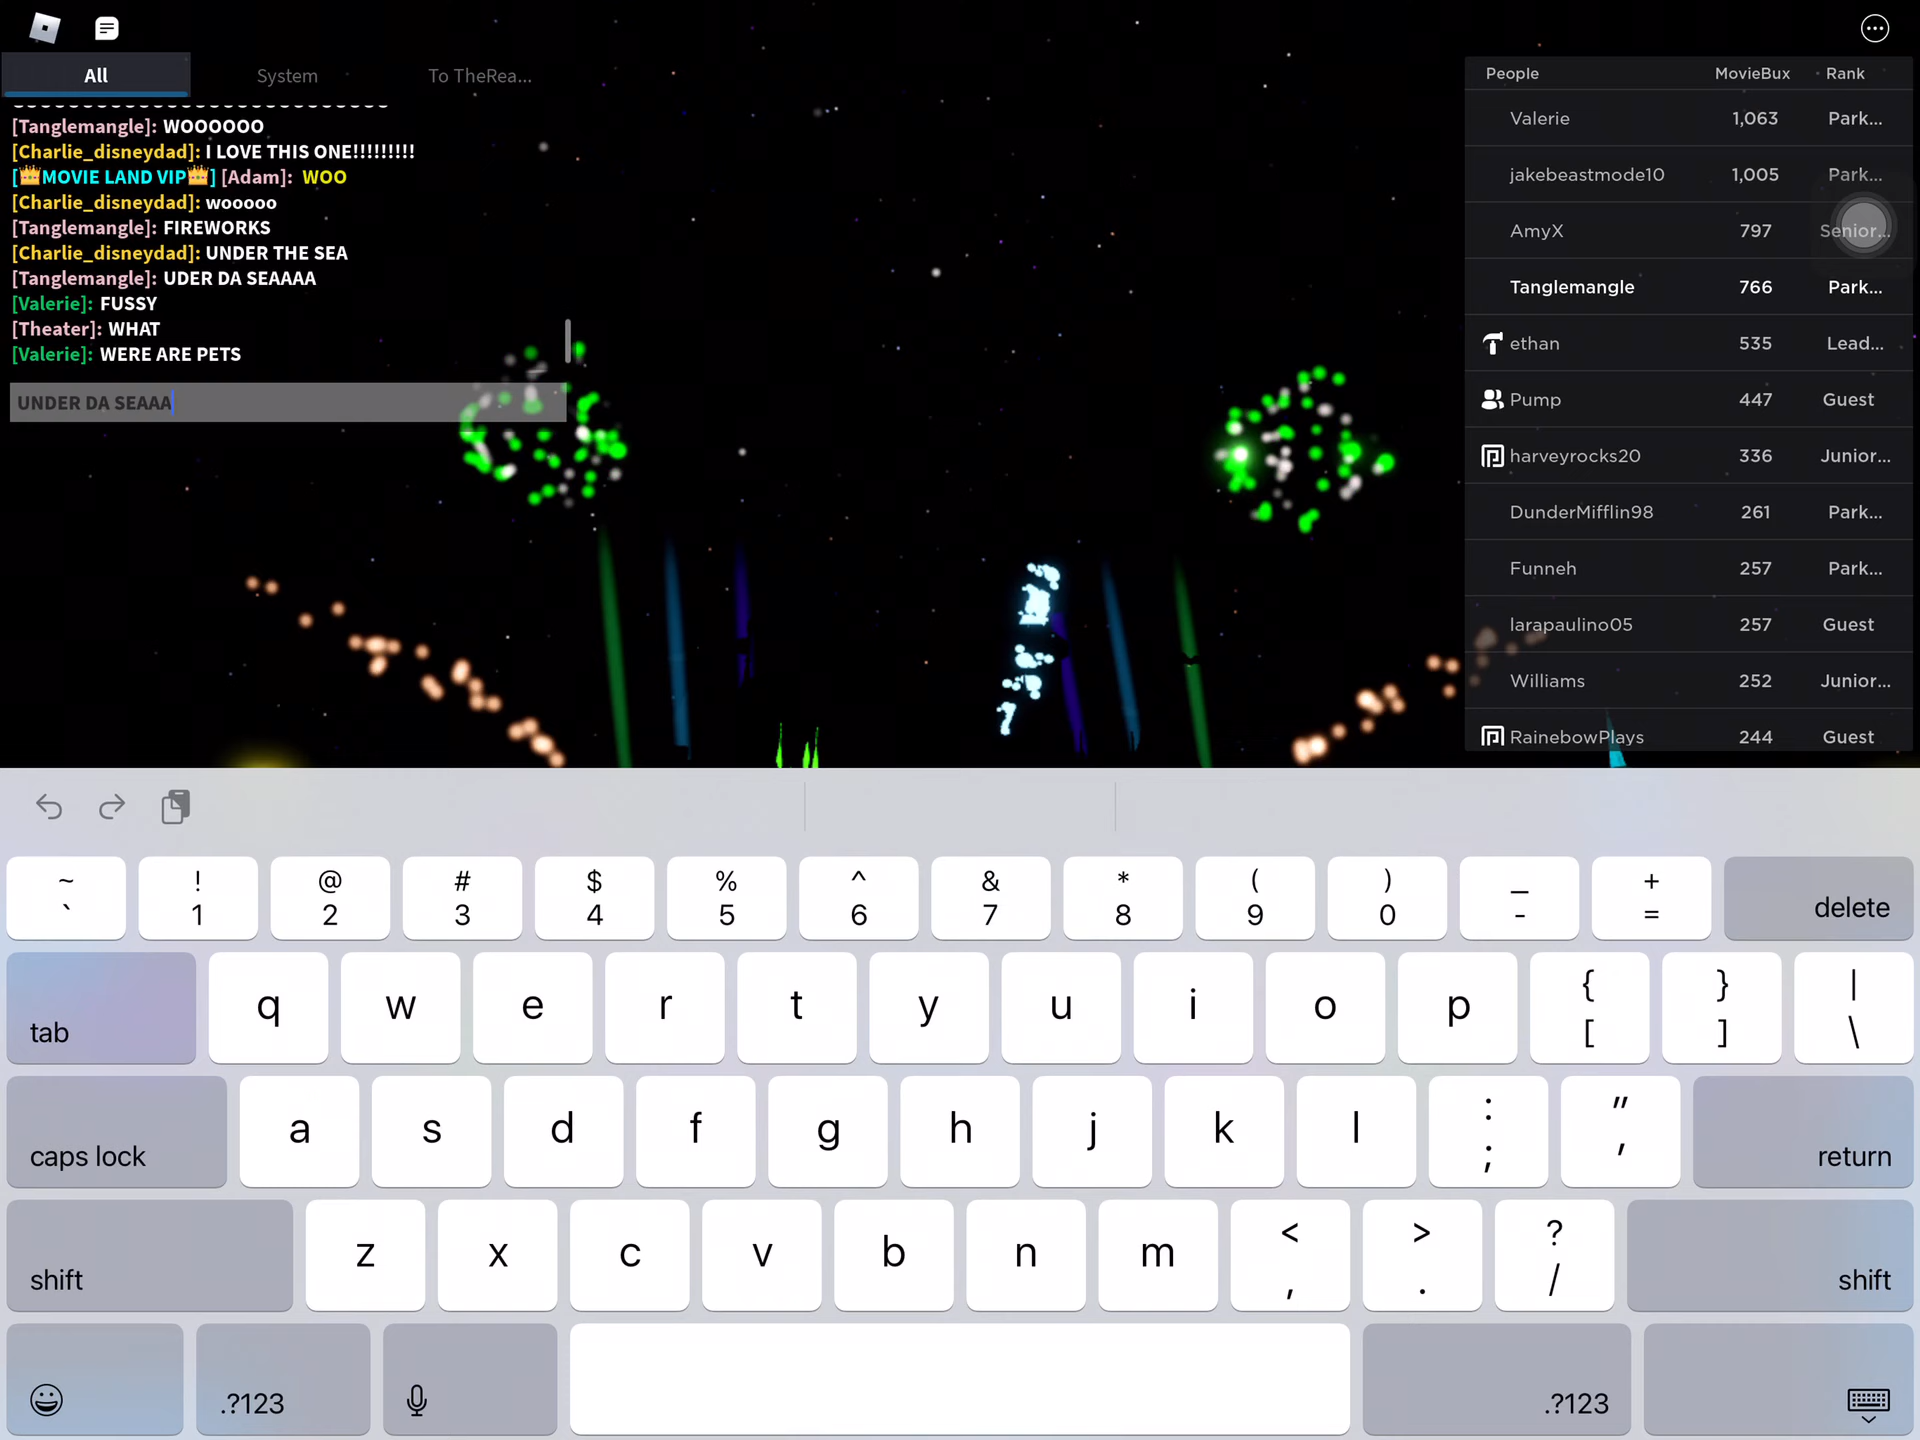 All System To TheRea...
[Tanglemangle]: WOOOOOO
[Charlie_disneydad]: I LOVE THIS ONE!!!!!!!!!
[👑MOVIE LAND VIP👑] [Adam]: WOO
[Charlie_disneydad]: wooooo
[Tanglemangle]: FIREWORKS
[Charlie_disneydad]: UNDER THE SEA
[Tanglemangle]: UDER DA SEAAAA
[Valerie]: FUSSY
[Theater]: WHAT
[Valerie]: WERE ARE PETS
UNDER DA SEAAA
People MovieBux Rank
Valerie 1,063 Park...
jakebeastmode10 1,005 Park...
AmyX 797 Senior...
Tanglemangle 766 Park...
ethan 535 Lead...
Pump 447 Guest
harveyrocks20 336 Junior...
DunderMifflin98 261 Park...
Funneh 257 Park...
larapaulino05 257 Guest
Williams 252 Junior...
RainebowPlays 244 Guest
~ ! @ # $ % ^ & * ( ) _ +
` 1 2 3 4 5 6 7 8 9 0 - = delete
tab q w e r t y u i o p { [ } ] | \
caps lock a s d f g h j k l : ; " ' return
shift z x c v b n m < , > . ? / shift
.?123 .?123